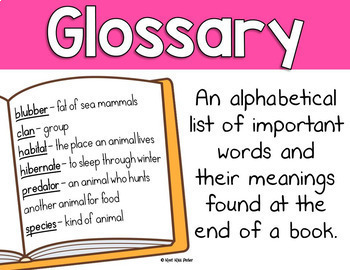 Glossary
blubber - fat of sea mammals
clan - group
habitat - the place an animal lives
hibernate - to sleep through winter
predator - an animal who hunts
another animal for food
species - kind of animal
An alphabetical
list of important
words and
their meanings
found at the
end of a book.